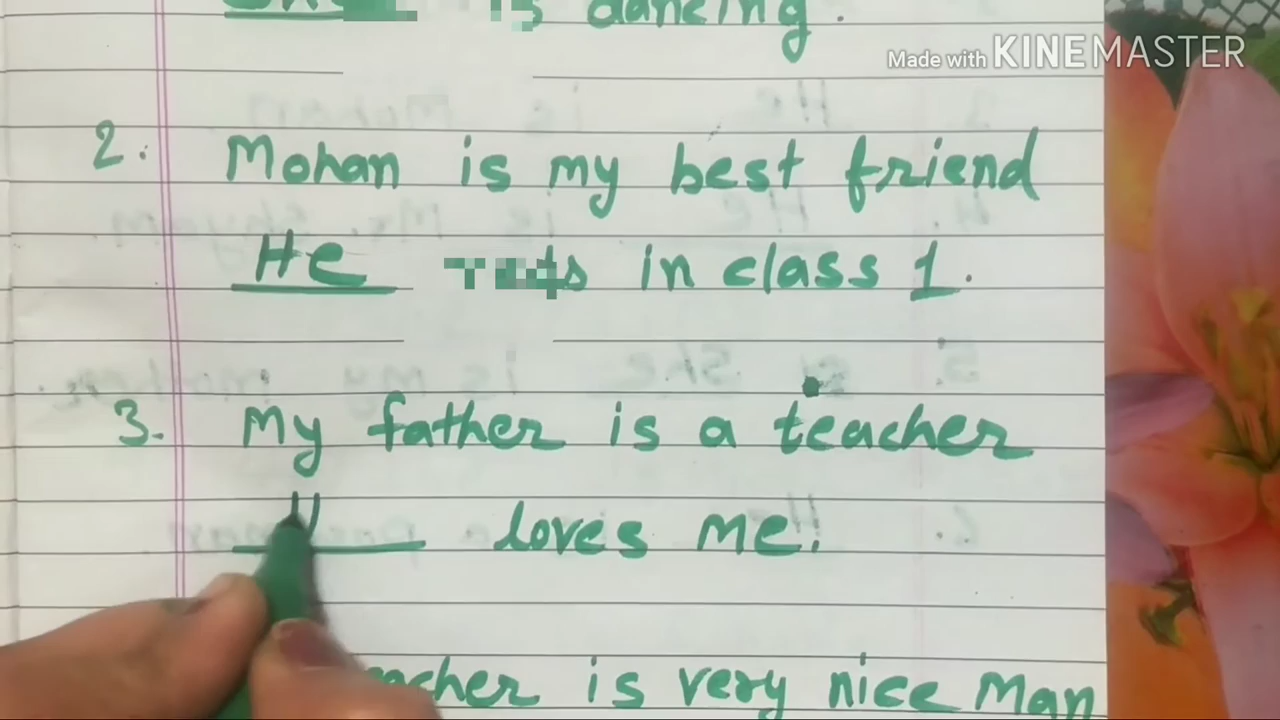 is dancing.
Made with KINEMASTER
2. Mohan is my best friend
He in class 1.
3. My father is a teacher
loves me.
is very nice Man